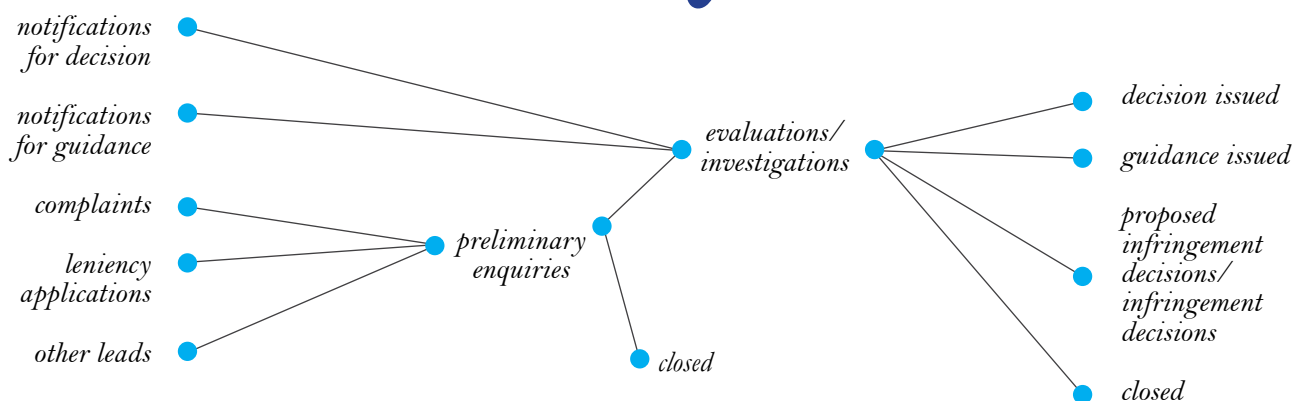 notifications
for decision
notifications
for guidance
complaints
leniency
applications
other leads
preliminary
enquiries
closed
evaluations/
investigations
decision issued
guidance issued
proposed
infringement
decisions/
infringement
decisions
closed